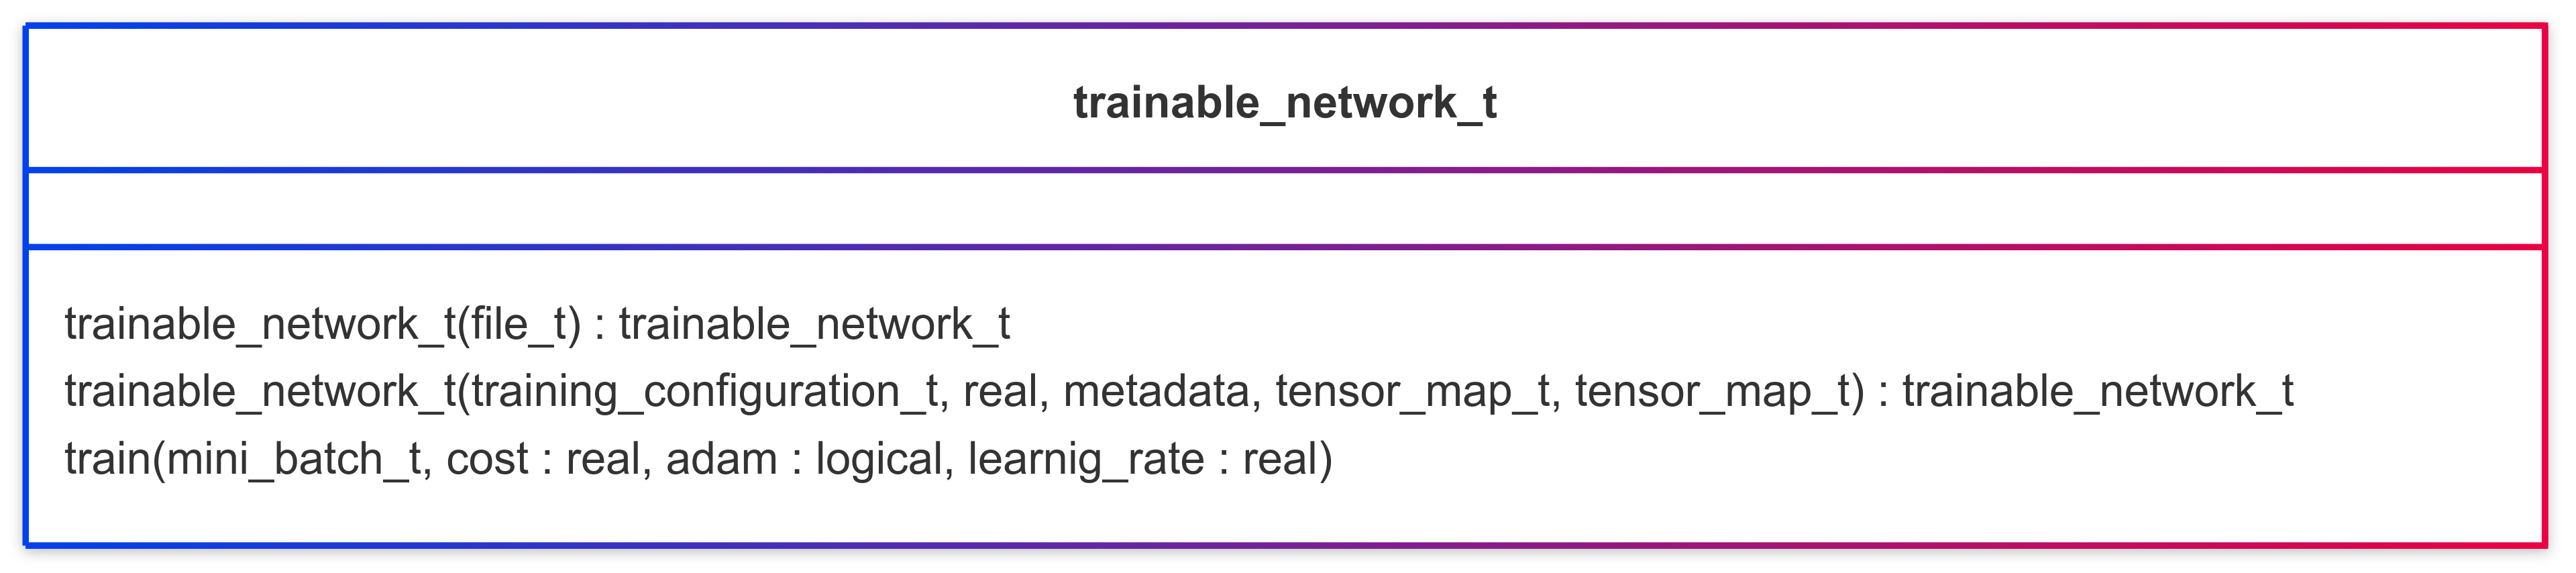 trainable_network_t
trainable_network_t(file_t) : trainable_network_t
trainable_network_t(training_configuration_t, real, metadata, tensor_map_t, tensor_map_t) : trainable_network_t
train(mini_batch_t, cost : real, adam : logical, learnig_rate : real)